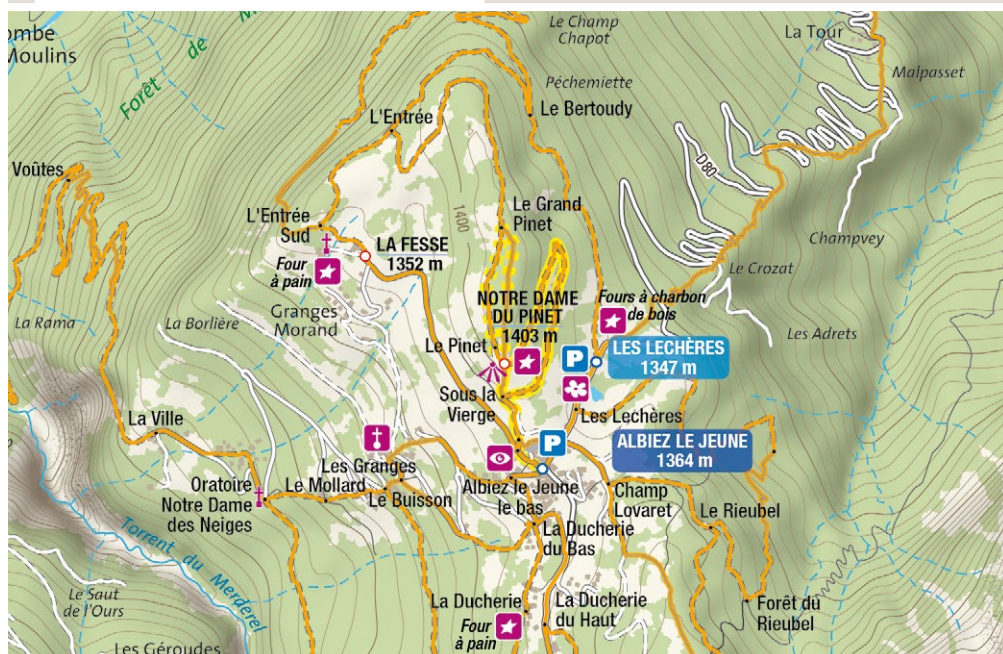 Le Champ
Chapot
ombe
Moulins
Forêt de
La Tour
Malpasset
Péchemiette
Le Bertoudy
L'Entrée
D80
Voûtes
Le Grand
Pinet
1400
L'Entrée
Sud
LA FESSE
1352 m
Champvey
Four
à pain
Le Crozat
NOTRE DAME
DU PINET
1403 m
Fours à charbon
de bois
Granges
Morand
La Rama
La Borlière
Les Adrets
Le Pinet
P
LES LECHÈRES
1347 m
Sous la
Vierge
Les Lechères
La Ville
P
ALBIEZ LE JEUNE
1364 m
Les Granges
Oratoire
Notre Dame
des Neiges
Le Mollard
Le Buisson
Albiez le Jeune
le bas
Champ
Lovaret
Le Rieubel
La Ducherie
du Bas
Torrent du Merderel
Le Saut
de l'Ours
La Ducherie
Four
à pain
La Ducherie
du Haut
Forêt du
Rieubel
Les Géroudes